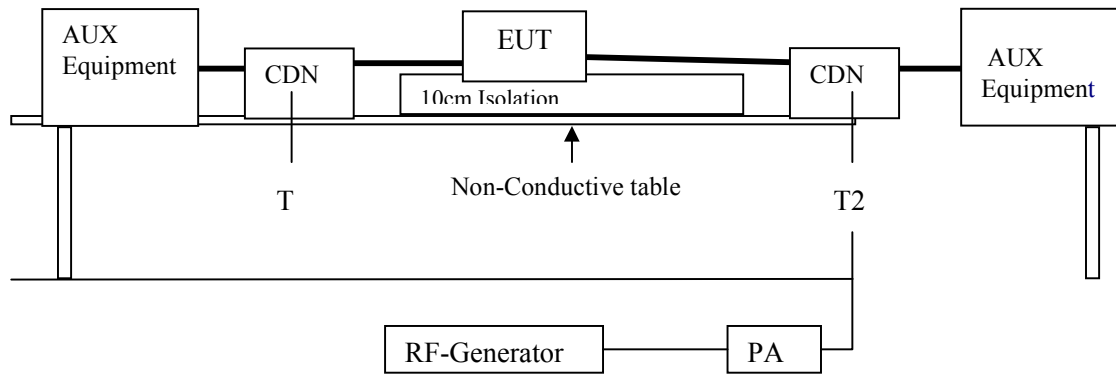 AUX
Equipment
CDN
EUT
10cm Isolation
CDN
AUX
Equipment
Non-Conductive table
T
T2
RF-Generator
PA